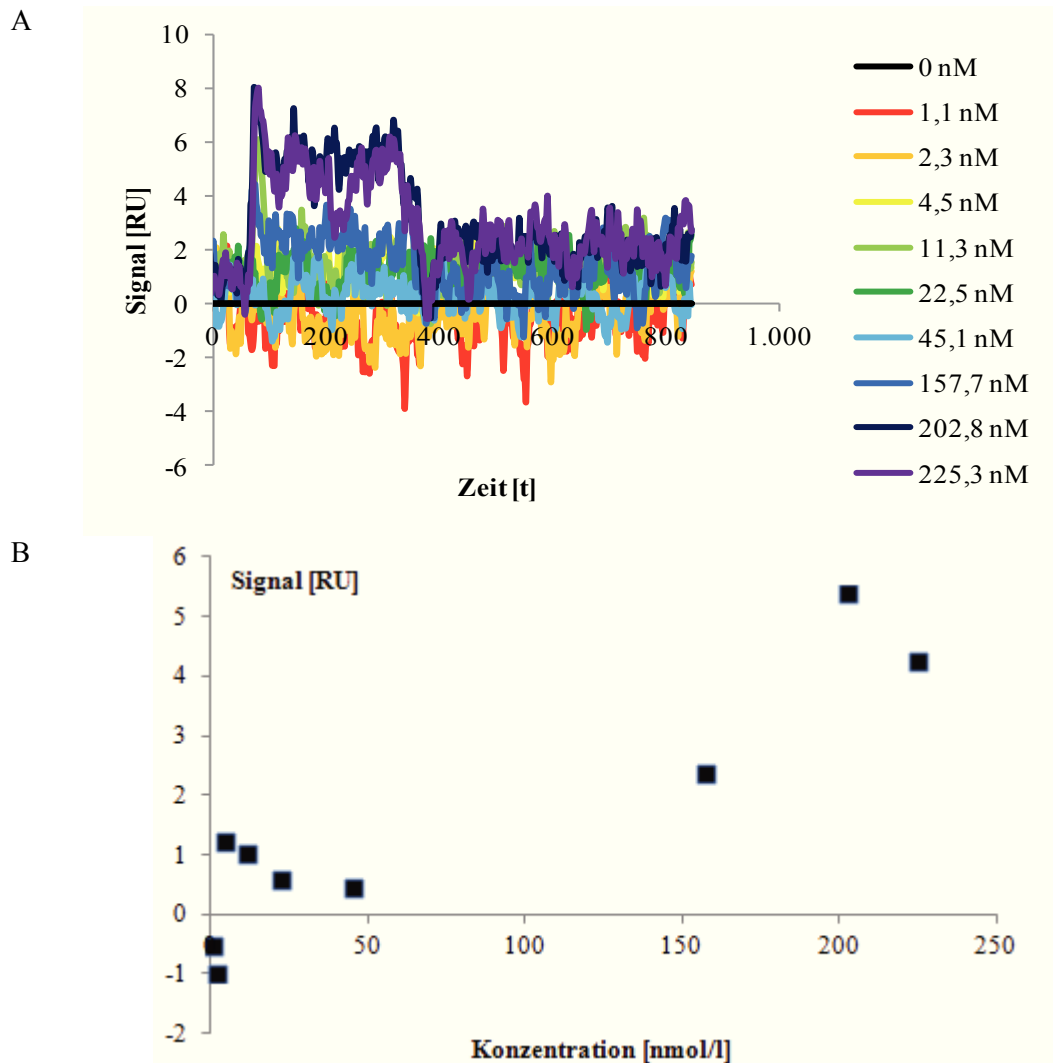 A
10
8
6
4
2
0
-2
-4
-6
Signal [RU]
0 200 400 600 800 1.000
Zeit [t]
0 nM
1,1 nM
2,3 nM
4,5 nM
11,3 nM
22,5 nM
45,1 nM
157,7 nM
202,8 nM
225,3 nM
B
Signal [RU]
6
5
4
3
2
1
0
-1
-2
0 50 100 150 200 250
Konzentration [nmol/l]